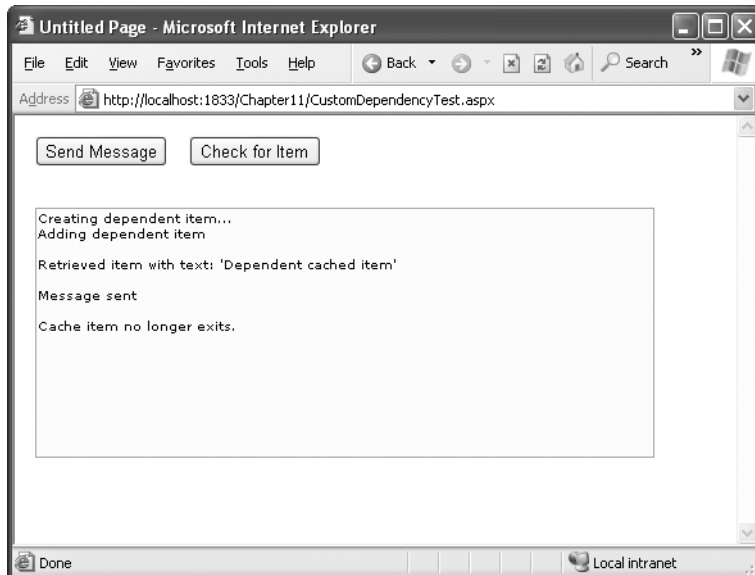 Untitled Page - Microsoft Internet Explorer
File Edit View Favorites Tools Help Back Search »
Address http://localhost:1833/Chapter11/CustomDependencyTest.aspx
Send Message Check for Item
Creating dependent item...
Adding dependent item
Retrieved item with text: 'Dependent cached item'
Message sent
Cache item no longer exits.
Done Local intranet